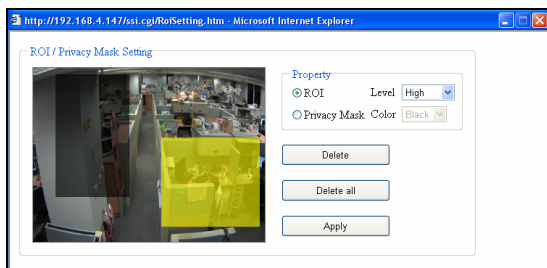 http://192.168.4.147/ssi.cgi/RoiSetting.htm - Microsoft Internet Explorer
ROI / Privacy Mask Setting
Property
ROI Level High
Privacy Mask Color Black
Delete
Delete all
Apply